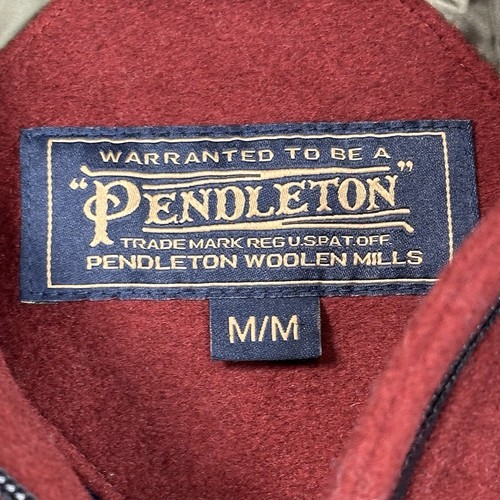 WARRANTED TO BE A
"PENDLETON"
TRADE MARK REG U.S.PAT.OFF.
PENDLETON WOOLEN MILLS
M/M